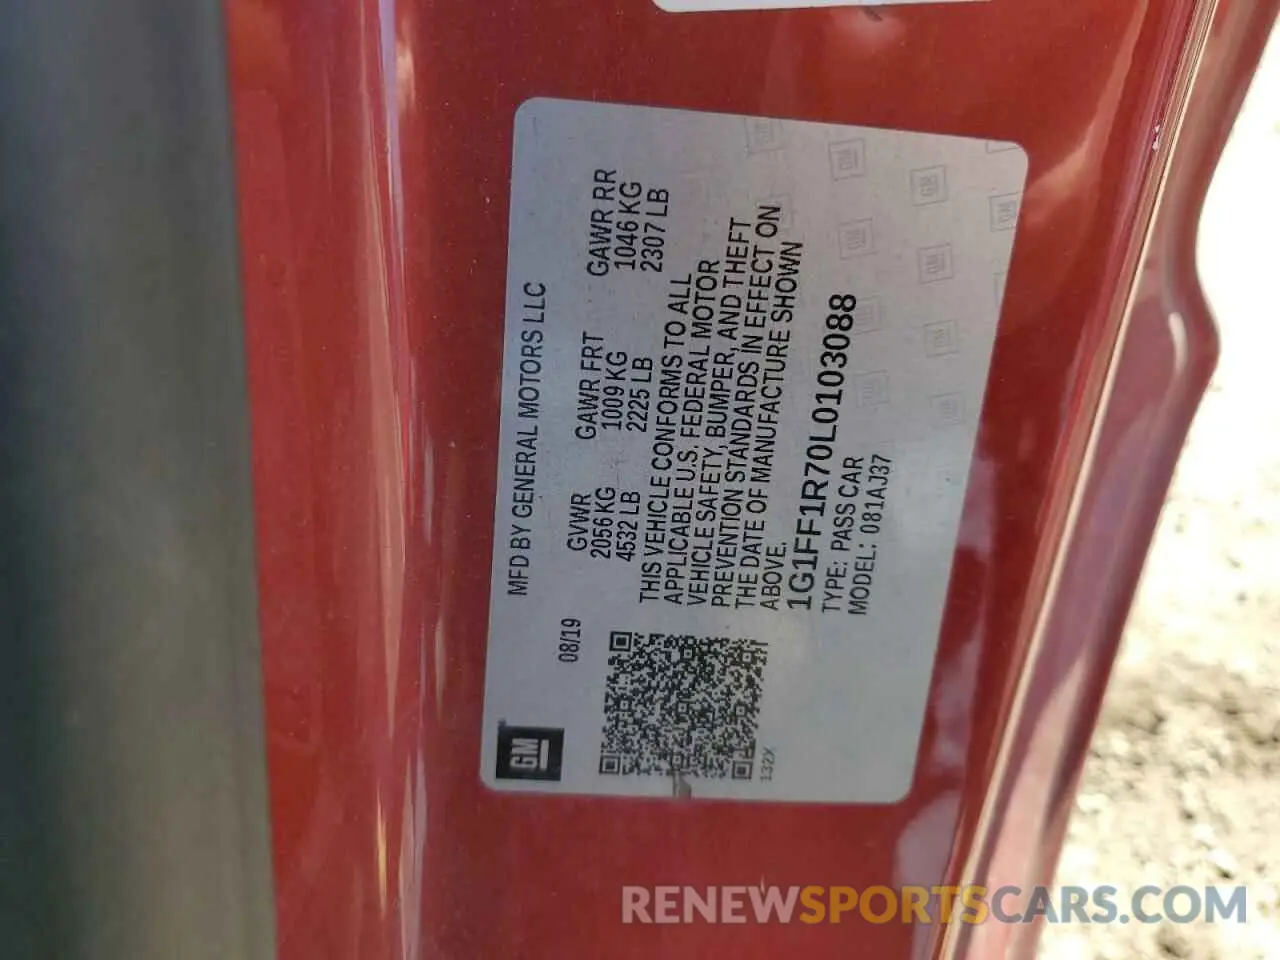 MFD BY GENERAL MOTORS LLC
08/19
GVWR GAWR FRT GAWR RR
2056 KG 1009 KG 1046 KG
4532 LB 2225 LB 2307 LB
THIS VEHICLE CONFORMS TO ALL
APPLICABLE U.S. FEDERAL MOTOR
VEHICLE SAFETY, BUMPER, AND THEFT
PREVENTION STANDARDS IN EFFECT ON
THE DATE OF MANUFACTURE SHOWN
ABOVE.
1G1FF1R70L0103088
TYPE: PASS CAR
MODEL: 081AJ37
GM
132X
RENEWSPORTSCARS.COM